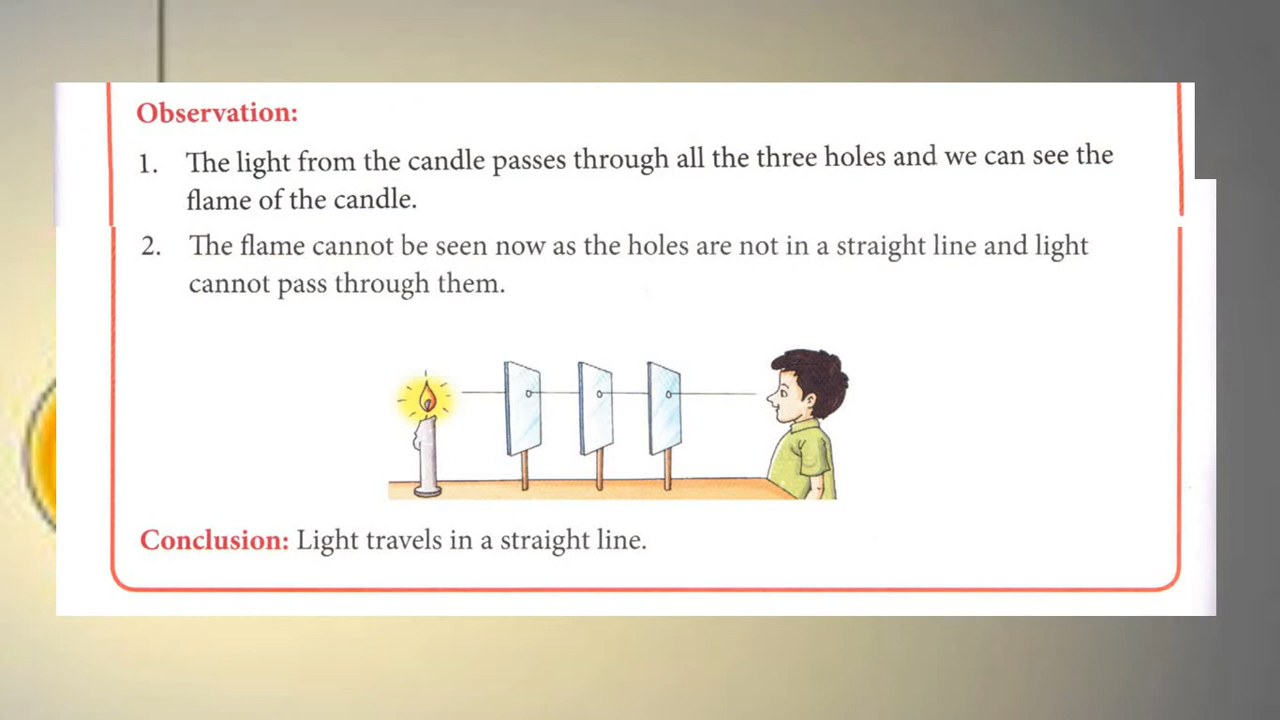 Observation:
1. The light from the candle passes through all the three holes and we can see the
flame of the candle.
2. The flame cannot be seen now as the holes are not in a straight line and light
cannot pass through them.
Conclusion: Light travels in a straight line.